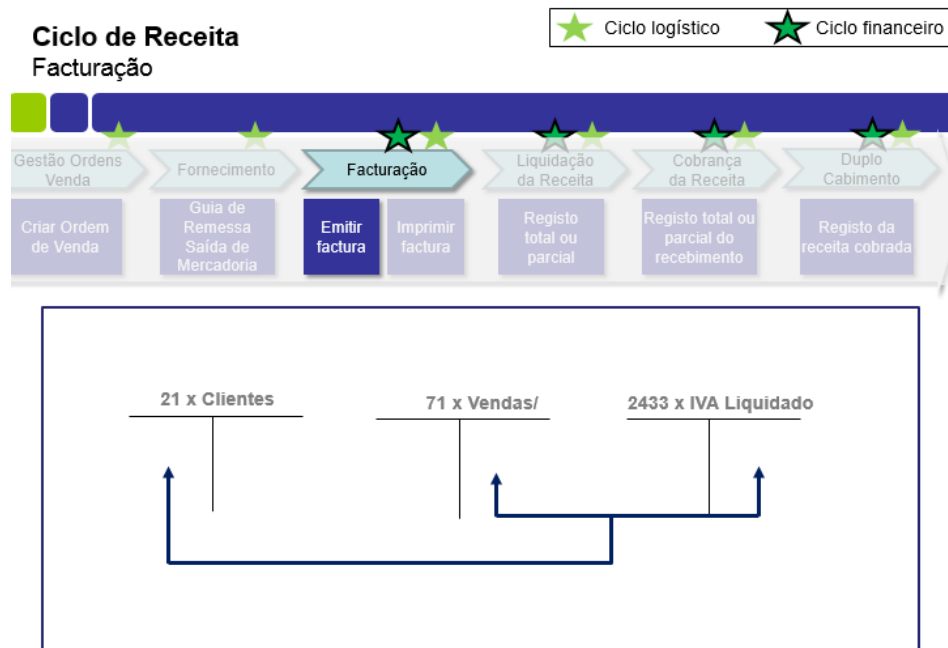 Ciclo de Receita
Facturação
Ciclo logístico
Ciclo financeiro
Gestão Ordens
Venda
Fornecimento
Facturação
Liquidação
da Receita
Cobrança
da Receita
Duplo
Cabimento
Criar Ordem
de Venda
Guia de
Remessa
Saída de
Mercadoria
Emitir
factura
Imprimir
factura
Registo
total ou
parcial
Registo total ou
parcial do
recebimento
Registo da
receita cobrada
21 x Clientes
71 x Vendas/
2433 x IVA Liquidado